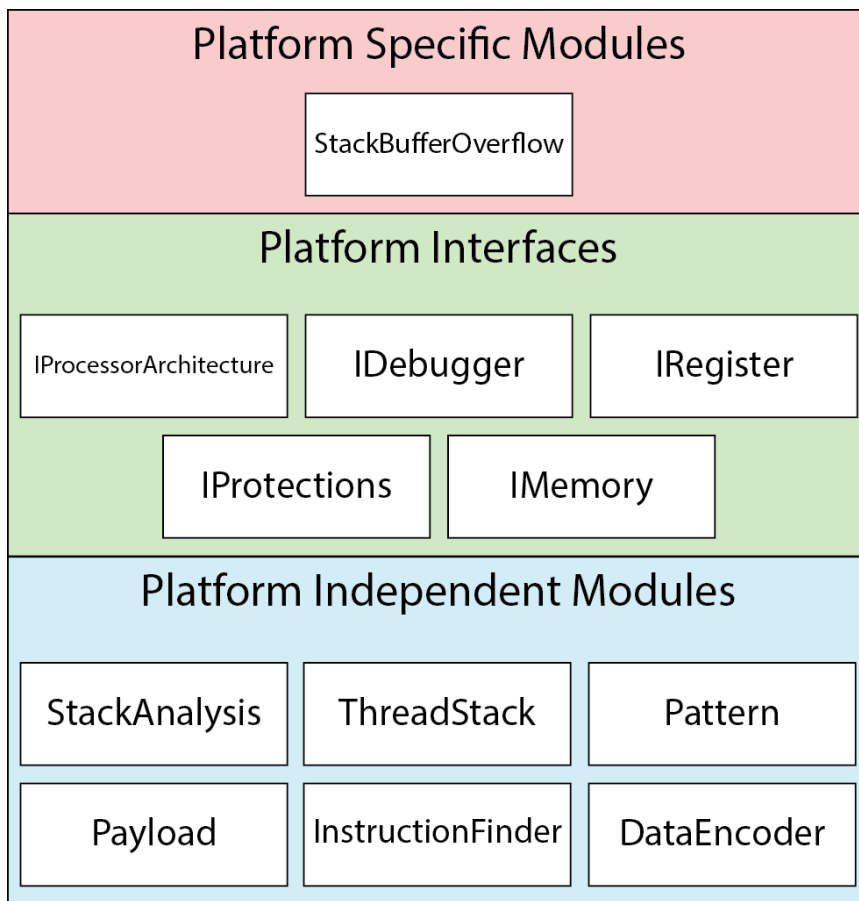 Platform Specific Modules
StackBufferOverflow
Platform Interfaces
IProcessorArchitecture
IDebugger
IRegister
IProtections
IMemory
Platform Independent Modules
StackAnalysis
ThreadStack
Pattern
Payload
InstructionFinder
DataEncoder